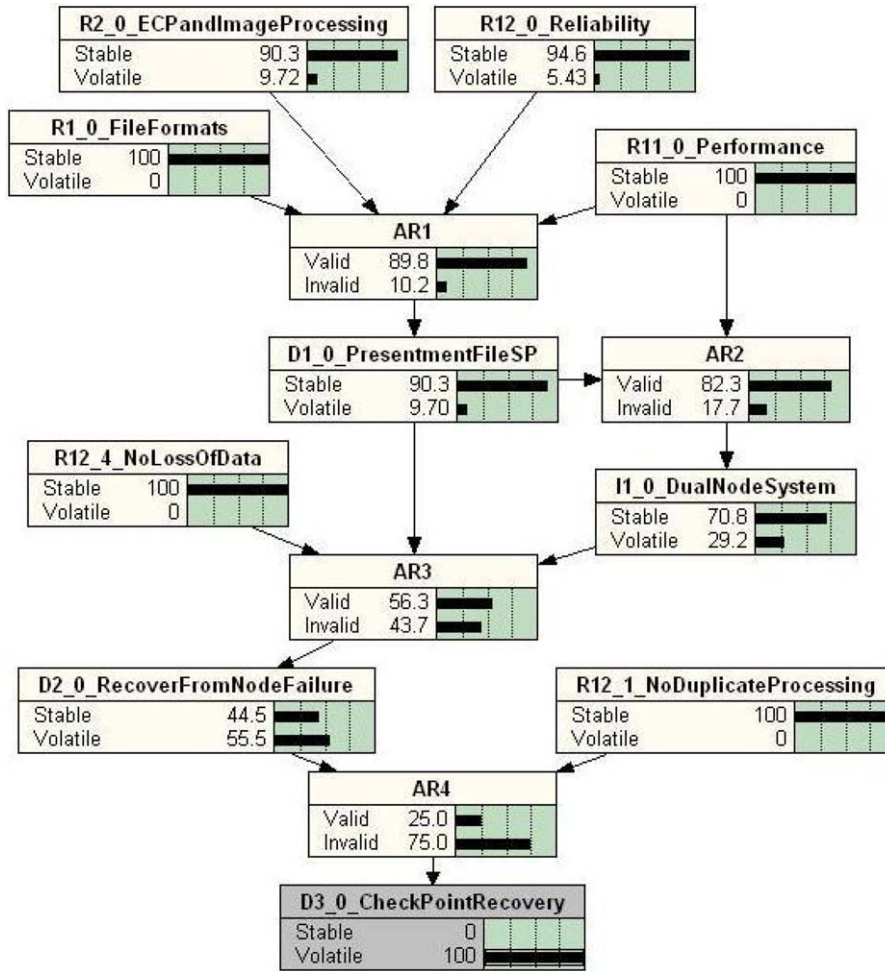 R2_0_ECPandImageProcessing
Stable 90.3
Volatile 9.72
R12_0_Reliability
Stable 94.6
Volatile 5.43
R1_0_FileFormats
Stable 100
Volatile 0
R11_0_Performance
Stable 100
Volatile 0
AR1
Valid 89.8
Invalid 10.2
D1_0_PresentmentFileSP
Stable 90.3
Volatile 9.70
AR2
Valid 82.3
Invalid 17.7
R12_4_NoLossOfData
Stable 100
Volatile 0
I1_0_DualNodeSystem
Stable 70.8
Volatile 29.2
AR3
Valid 56.3
Invalid 43.7
D2_0_RecoverFromNodeFailure
Stable 44.5
Volatile 55.5
R12_1_NoDuplicateProcessing
Stable 100
Volatile 0
AR4
Valid 25.0
Invalid 75.0
D3_0_CheckPointRecovery
Stable 0
Volatile 100